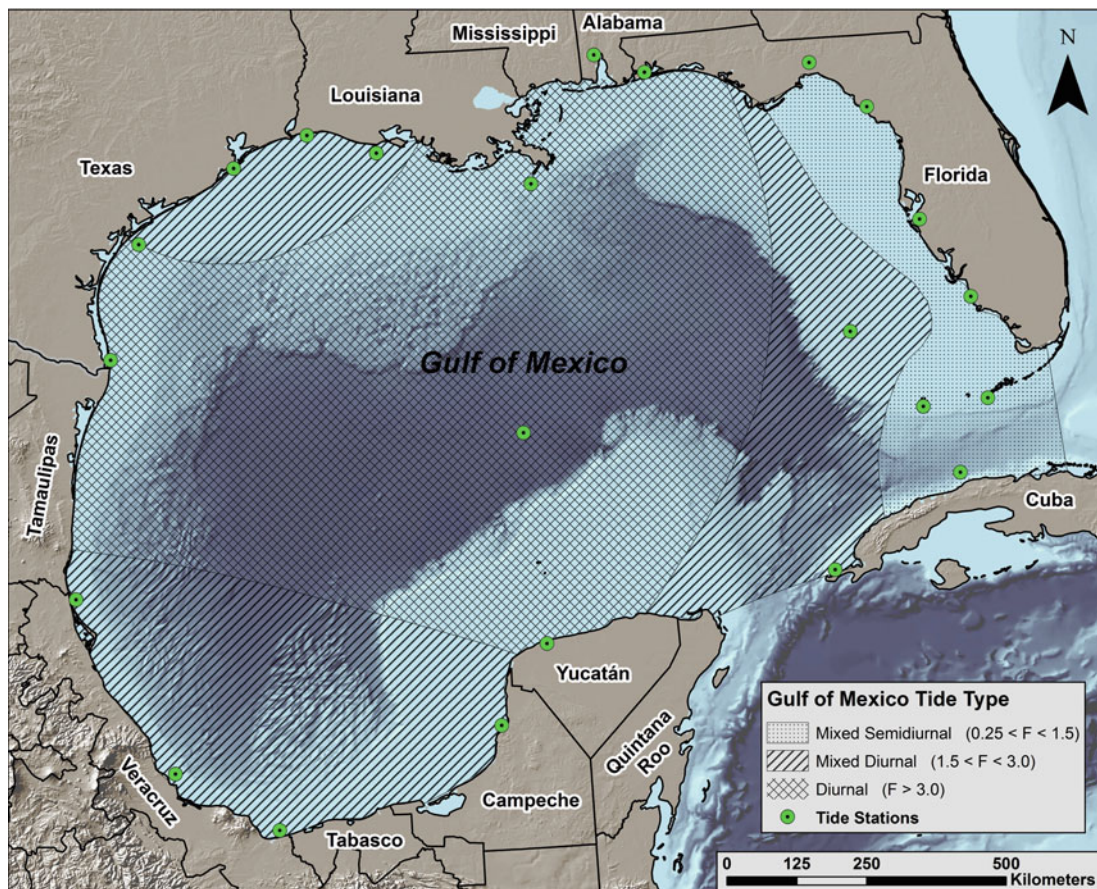 Alabama
Mississippi
N
Louisiana
Texas
Florida
Gulf of Mexico
Tamaulipas
Cuba
Yucatán
Quintana
Roo
Campeche
Veracruz
Tabasco
Gulf of Mexico Tide Type
Mixed Semidiurnal (0.25 < F < 1.5)
Mixed Diurnal (1.5 < F < 3.0)
Diurnal (F > 3.0)
Tide Stations
0 125 250 500
Kilometers